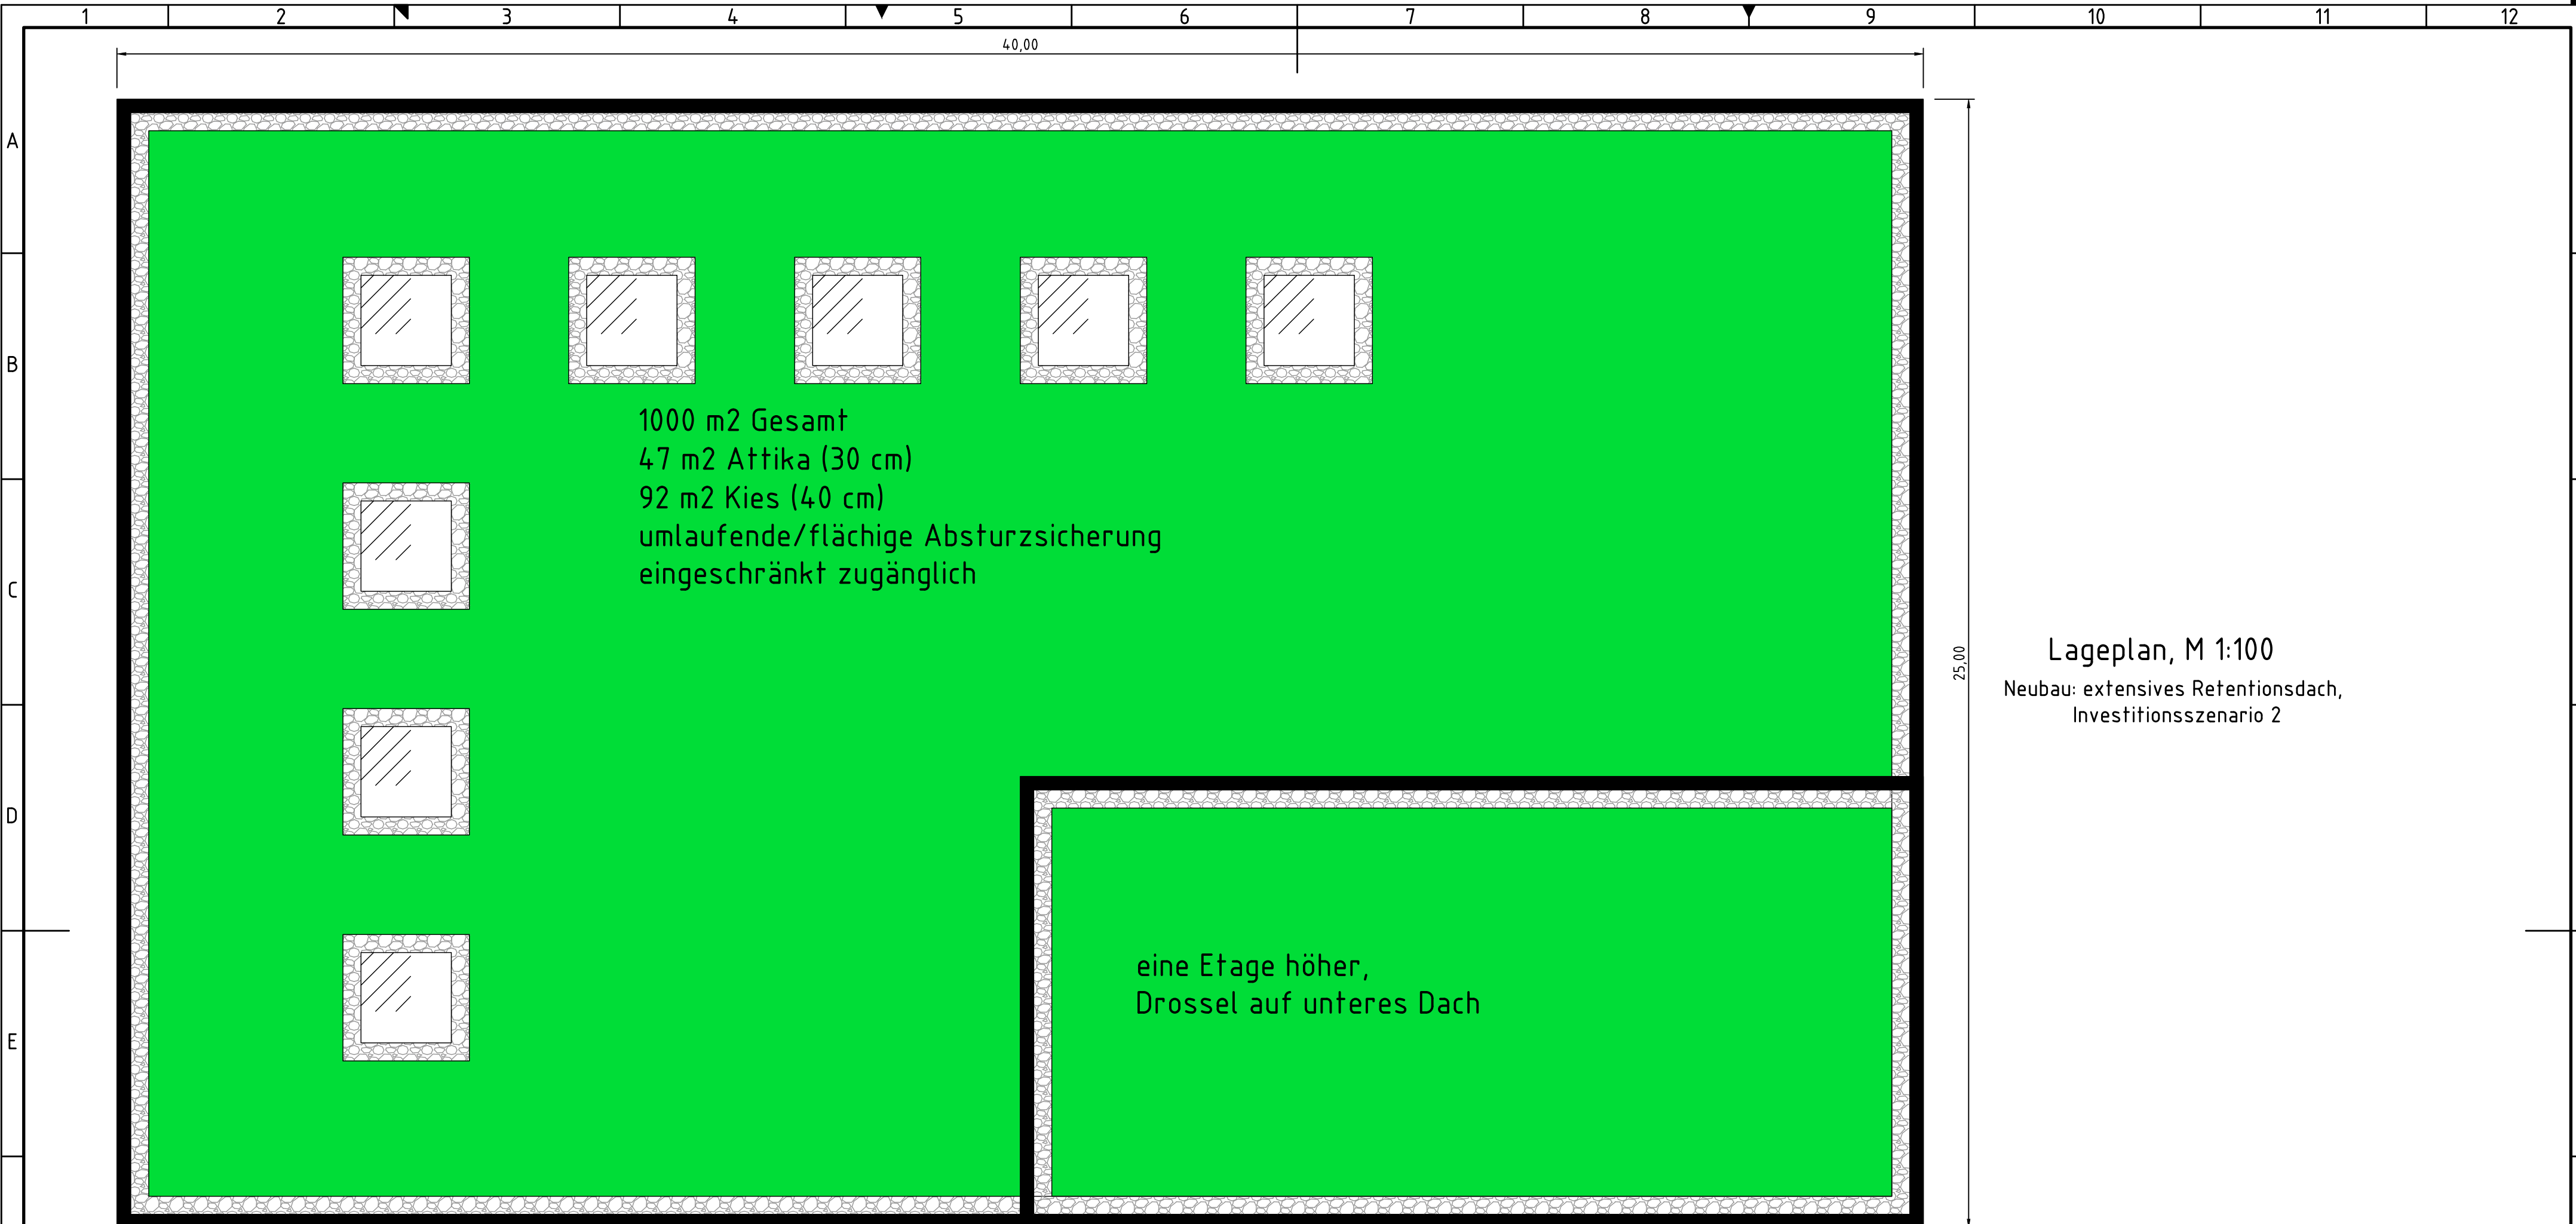 1 2 3 4 5 6 7 8 9 10 11 12
40,00
A
B
1000 m2 Gesamt
47 m2 Attika (30 cm)
92 m2 Kies (40 cm)
umlaufende/flächige Absturzsicherung
eingeschränkt zugänglich
C
25,00
Lageplan, M 1:100
Neubau: extensives Retentionsdach,
Investitionsszenario 2
D
eine Etage höher,
Drossel auf unteres Dach
E